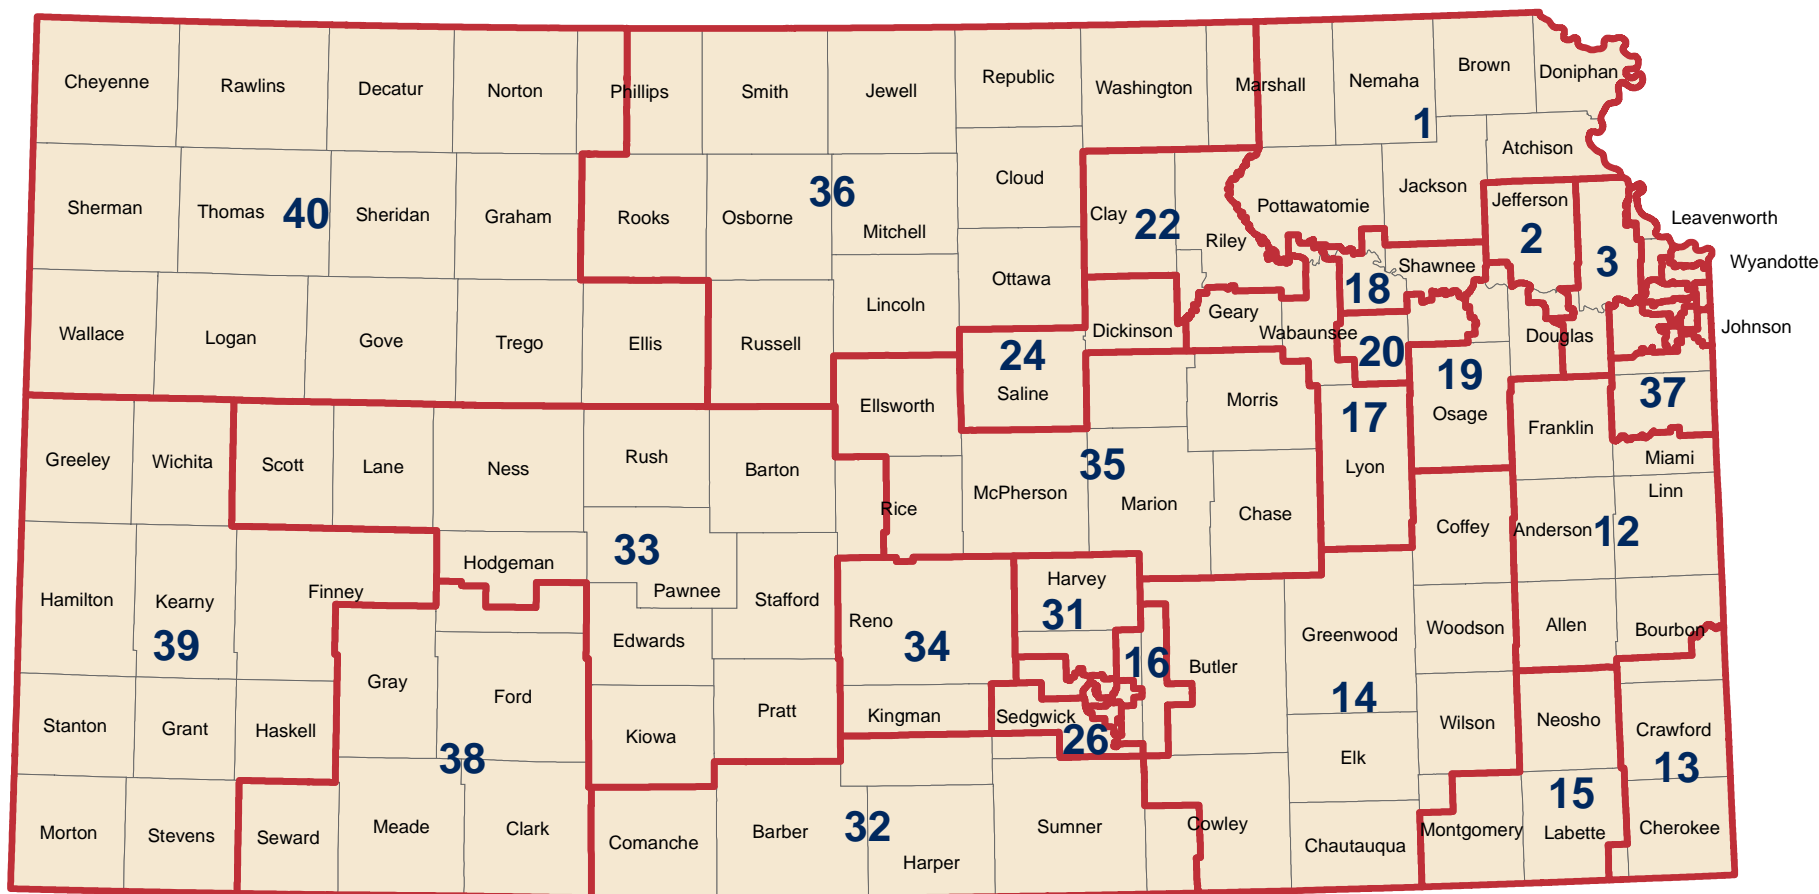 Cheyenne
Rawlins
Decatur
Norton
Phillips
Smith
Jewell
Republic
Washington
Marshall
Nemaha
Brown
Doniphan
1
Atchison
Sherman
Thomas
40
Sheridan
Graham
Rooks
Osborne
36
Mitchell
Cloud
Clay
22
Riley
Pottawatomie
Jackson
Jefferson
2
3
Leavenworth
Wyandotte
Wallace
Logan
Gove
Trego
Ellis
Russell
Lincoln
Ottawa
Dickinson
Geary
Wabaunsee
18
Shawnee
Douglas
Johnson
24
Saline
20
19
Osage
37
Ellsworth
Morris
17
Lyon
Franklin
Miami
Linn
Greeley
Wichita
Scott
Lane
Ness
Rush
Barton
Rice
McPherson
35
Marion
Chase
Coffey
Anderson
12
Hamilton
Kearny
39
Finney
Hodgeman
33
Pawnee
Stafford
Edwards
Reno
34
Harvey
31
16
Butler
Greenwood
14
Woodson
Allen
Bourbon
Stanton
Grant
Haskell
Gray
Ford
38
Kiowa
Pratt
Kingman
Sedgwick
26
Elk
Wilson
Neosho
Crawford
13
Morton
Stevens
Seward
Meade
Clark
Comanche
Barber
32
Harper
Sumner
Cowley
Chautauqua
Montgomery
15
Labette
Cherokee